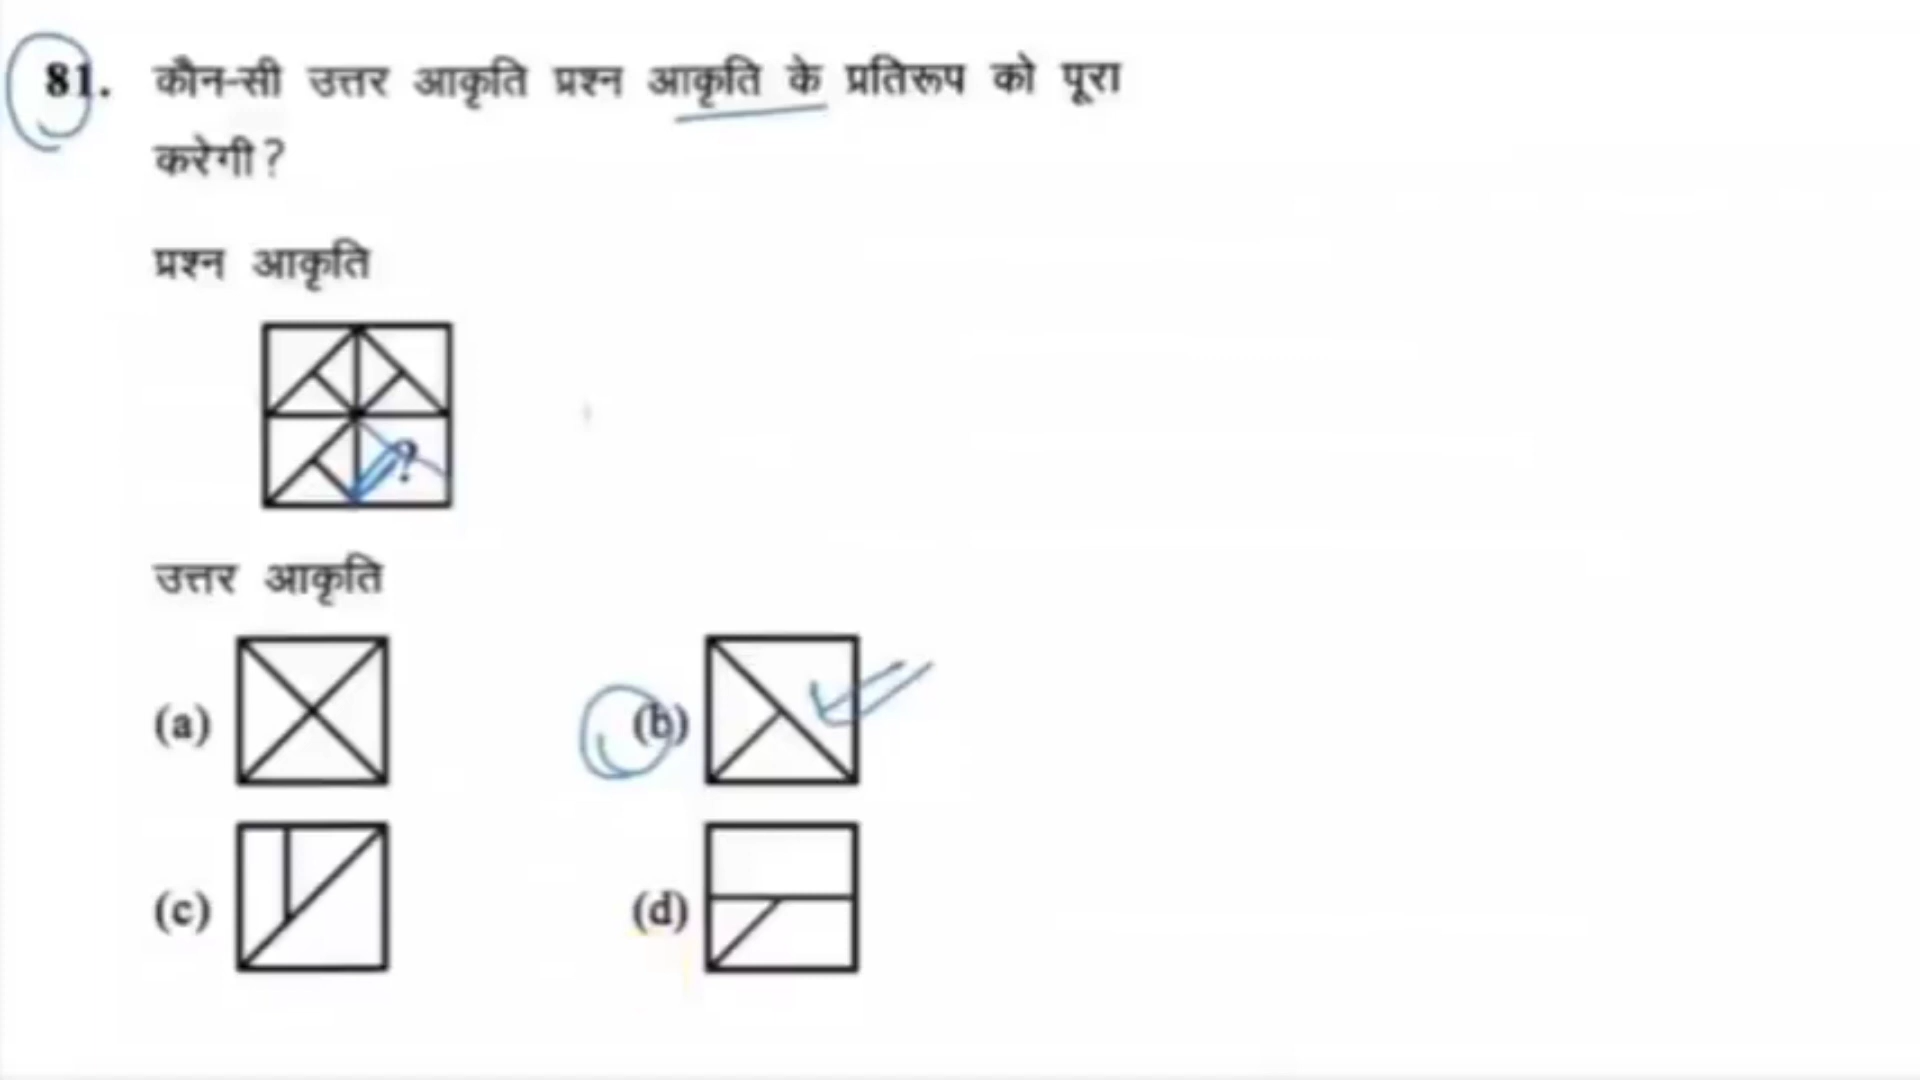 81. कौन-सी उत्तर आकृति प्रश्न आकृति के प्रतिरूप को पूरा
करेगी ?
प्रश्न आकृति
?
उत्तर आकृति
(a) (b)
(c) (d)